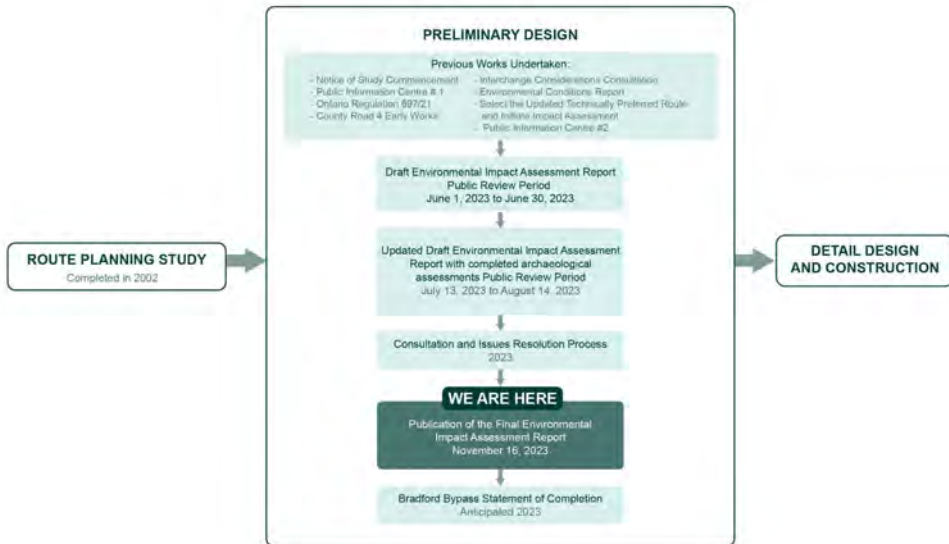 PRELIMINARY DESIGN
Previous Works Undertaken:
- Notice of Study Commencement
- Public Information Centre # 1
- Ontario Regulation 697/21
- County Road 4 Early Works
- Interchange Considerations Consultation
- Environmental Conditions Report
- Select the Updated Technically Preferred Route
and Initiate Impact Assessment
- Public Information Centre #2
Draft Environmental Impact Assessment Report
Public Review Period
June 1, 2023 to June 30, 2023
ROUTE PLANNING STUDY
Completed in 2002
Updated Draft Environmental Impact Assessment
Report with completed archaeological
assessments Public Review Period
July 13, 2023 to August 14, 2023
DETAIL DESIGN
AND CONSTRUCTION
Consultation and Issues Resolution Process
2023
WE ARE HERE
Publication of the Final Environmental
Impact Assessment Report
November 16, 2023
Bradford Bypass Statement of Completion
Anticipated 2023